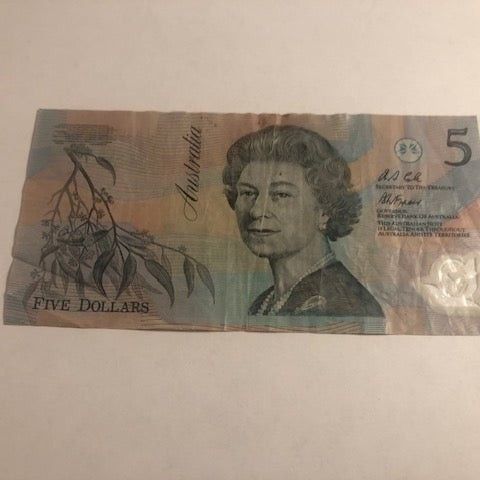 Australia
5
SECRETARY TO THE TREASURY
GOVERNOR
RESERVE BANK OF AUSTRALIA
THIS AUSTRALIAN NOTE
IS LEGAL TENDER THROUGHOUT
AUSTRALIA AND ITS TERRITORIES
FIVE DOLLARS